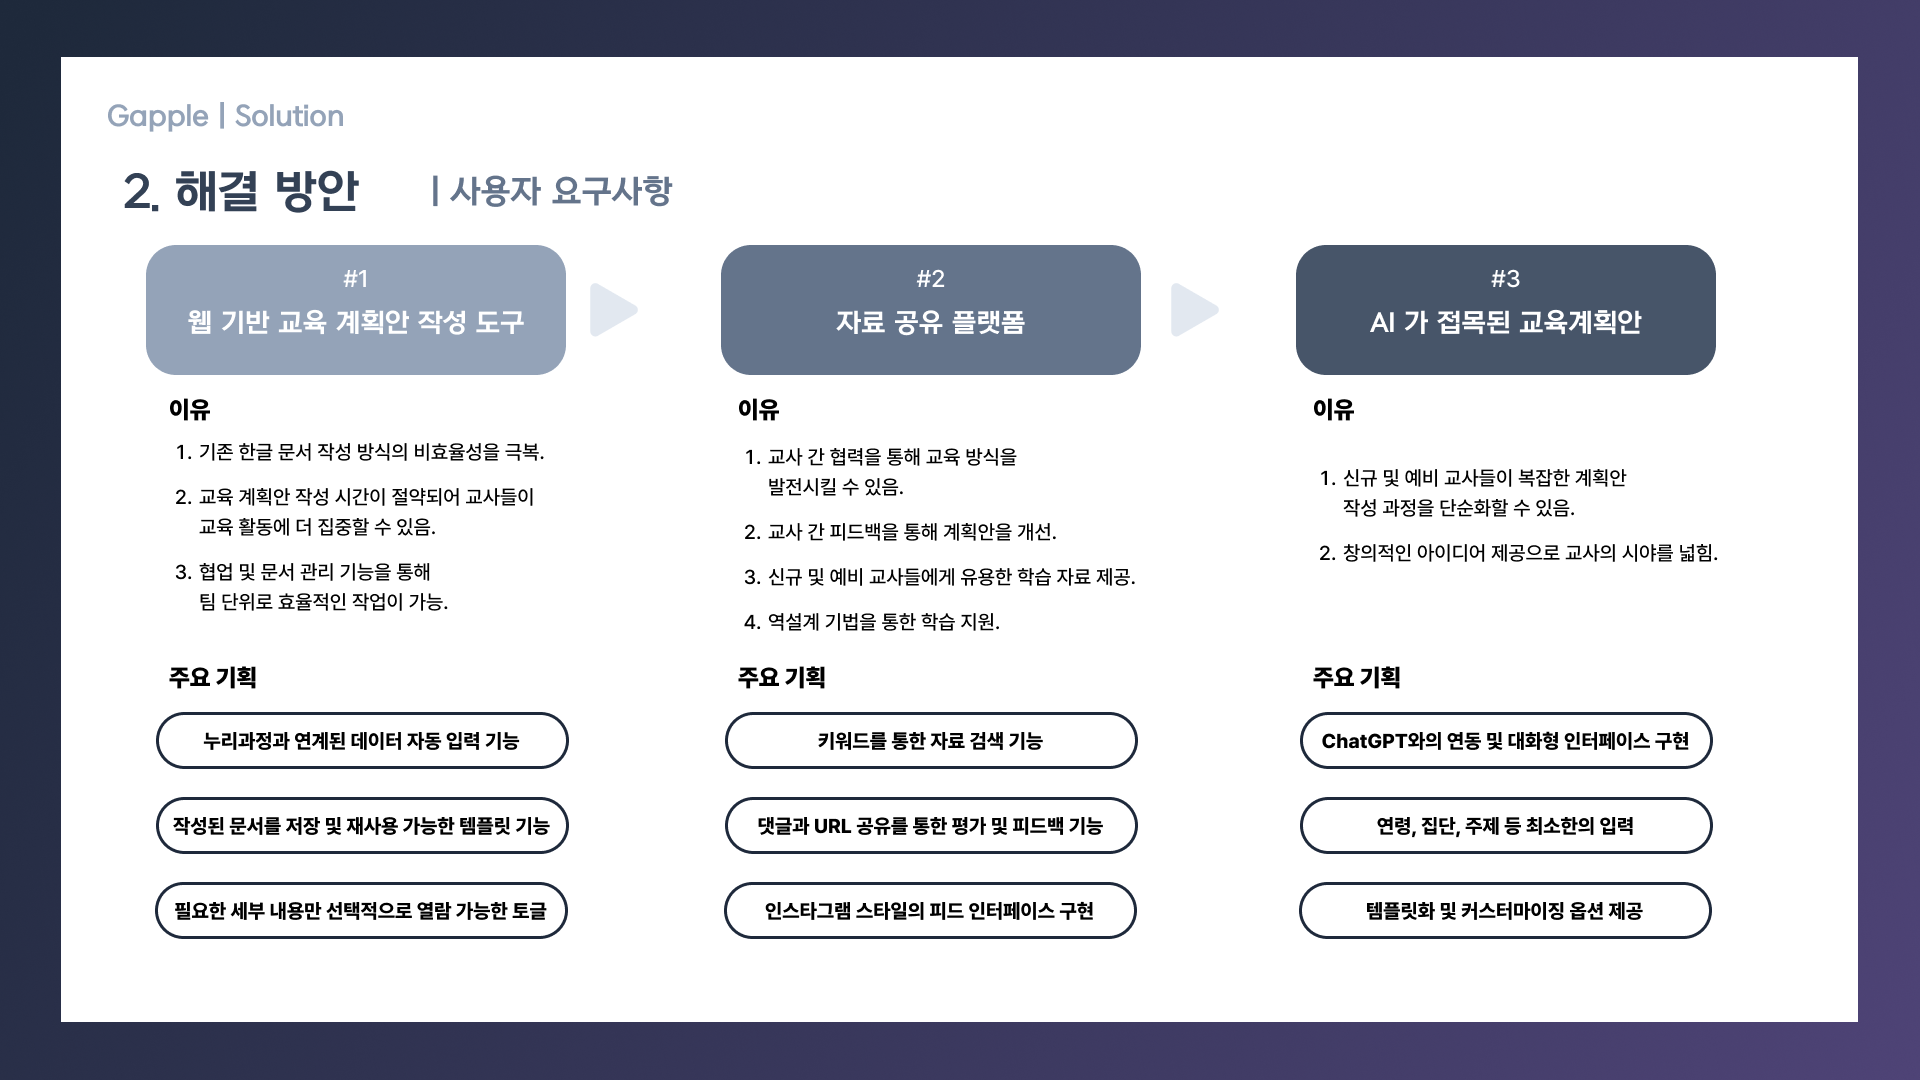 Gapple | Solution
2. 해결 방안
| 사용자 요구사항
#1
웹 기반 교육 계획안 작성 도구
이유
1. 기존 한글 문서 작성 방식의 비효율성을 극복.
2. 교육 계획안 작성 시간이 절약되어 교사들이
교육 활동에 더 집중할 수 있음.
3. 협업 및 문서 관리 기능을 통해
팀 단위로 효율적인 작업이 가능.
주요 기획
누리과정과 연계된 데이터 자동 입력 기능
작성된 문서를 저장 및 재사용 가능한 템플릿 기능
필요한 세부 내용만 선택적으로 열람 가능한 토글
#2
자료 공유 플랫폼
이유
1. 교사 간 협력을 통해 교육 방식을
발전시킬 수 있음.
2. 교사 간 피드백을 통해 계획안을 개선.
3. 신규 및 예비 교사들에게 유용한 학습 자료 제공.
4. 역설계 기법을 통한 학습 지원.
주요 기획
키워드를 통한 자료 검색 기능
댓글과 URL 공유를 통한 평가 및 피드백 기능
인스타그램 스타일의 피드 인터페이스 구현
#3
AI 가 접목된 교육계획안
이유
1. 신규 및 예비 교사들이 복잡한 계획안
작성 과정을 단순화할 수 있음.
2. 창의적인 아이디어 제공으로 교사의 시야를 넓힘.
주요 기획
ChatGPT와의 연동 및 대화형 인터페이스 구현
연령, 집단, 주제 등 최소한의 입력
템플릿화 및 커스터마이징 옵션 제공